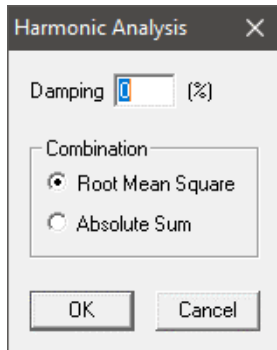 Harmonic Analysis
Damping 0 (%)
Combination
Root Mean Square
Absolute Sum
OK Cancel